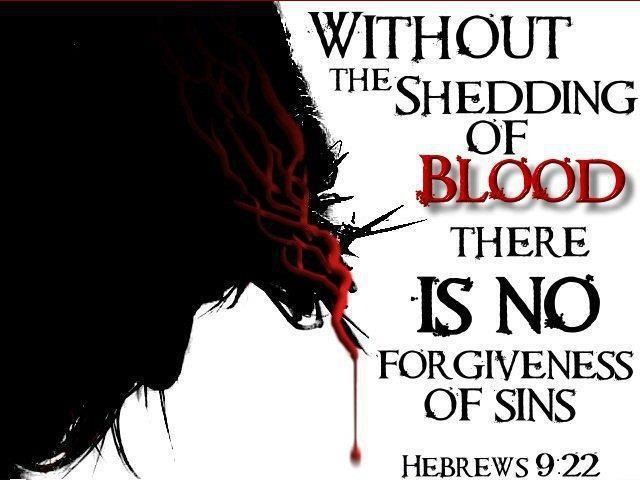 WITHOUT
THE SHEDDING
OF
BLOOD
THERE
IS NO
FORGIVENESS
OF SINS
HEBREWS 9:22